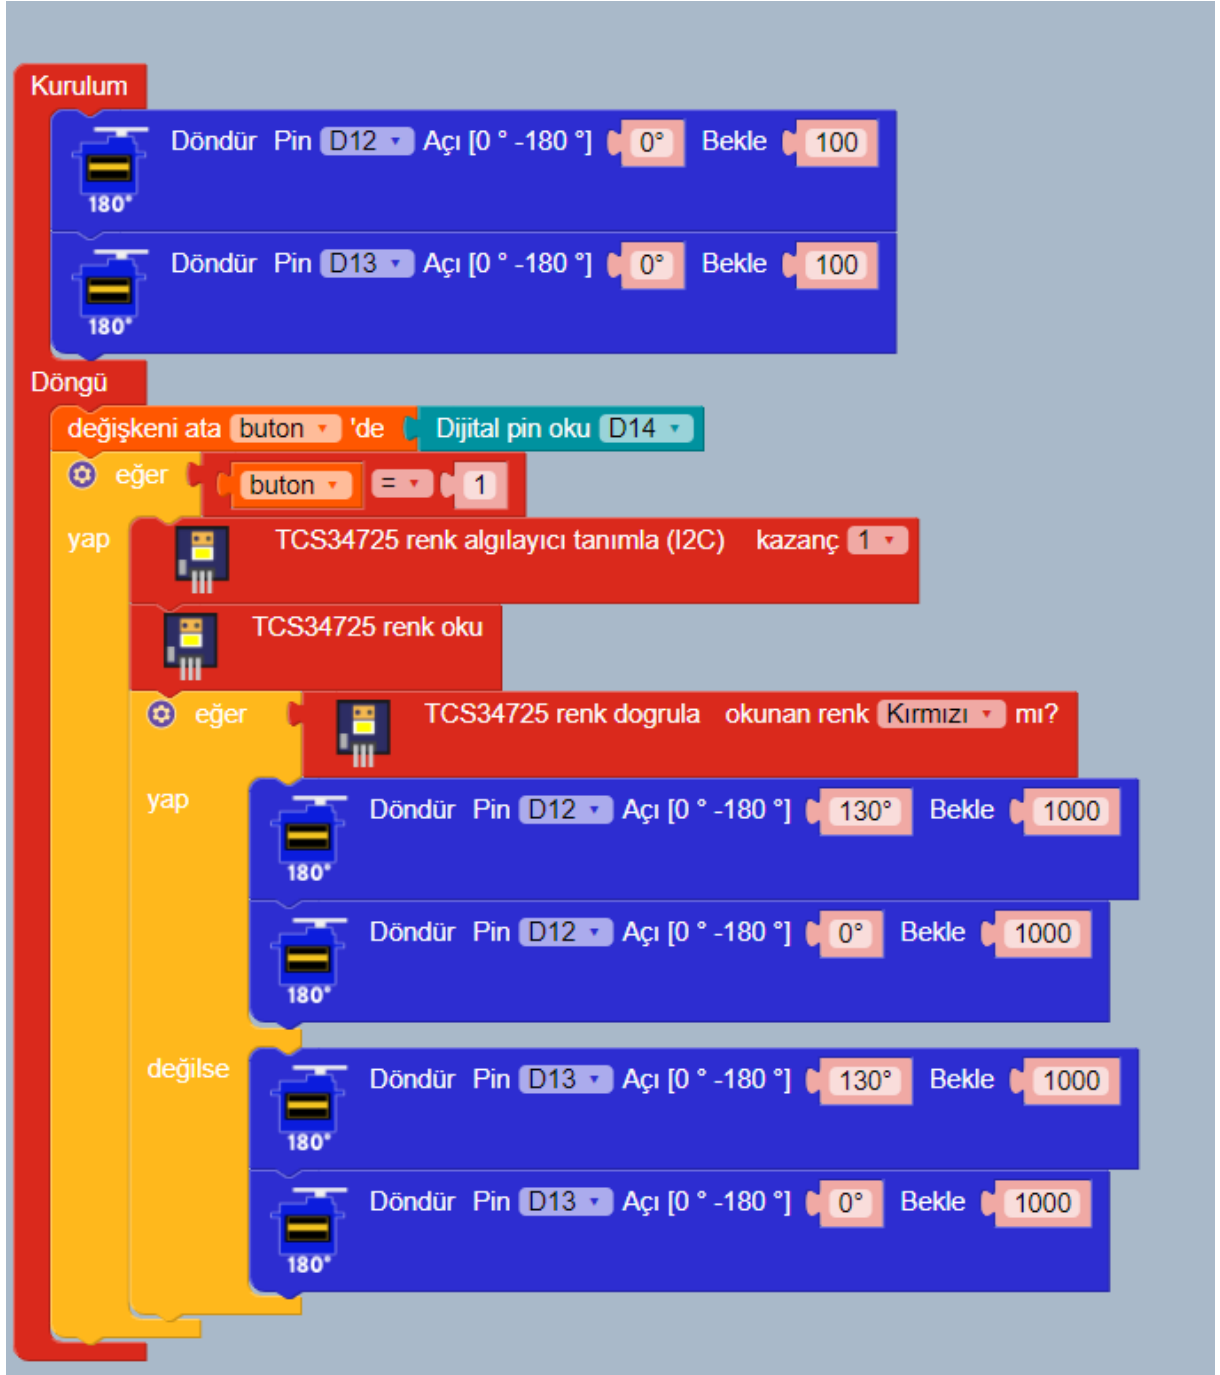 Kurulum
Döndür Pin D12 Açı [0 ° -180 °] 0° Bekle 100
180°
Döndür Pin D13 Açı [0 ° -180 °] 0° Bekle 100
180°
Döngü
değişkeni ata buton 'de Dijital pin oku D14
eğer buton = 1
yap TCS34725 renk algılayıcı tanımla (I2C) kazanç 1
TCS34725 renk oku
eğer TCS34725 renk dogrula okunan renk Kırmızı mı?
yap Döndür Pin D12 Açı [0 ° -180 °] 130° Bekle 1000
180°
Döndür Pin D12 Açı [0 ° -180 °] 0° Bekle 1000
180°
değilse Döndür Pin D13 Açı [0 ° -180 °] 130° Bekle 1000
180°
Döndür Pin D13 Açı [0 ° -180 °] 0° Bekle 1000
180°